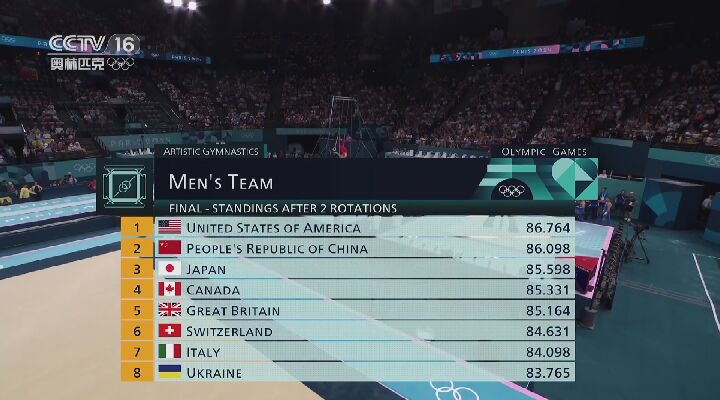 CCTV 16
奥林匹克
PARIS 2024
ARTISTIC GYMNASTICS
OLYMPIC GAMES
MEN'S TEAM
FINAL - STANDINGS AFTER 2 ROTATIONS
1 UNITED STATES OF AMERICA 86.764
2 PEOPLE'S REPUBLIC OF CHINA 86.098
3 JAPAN 85.598
4 CANADA 85.331
5 GREAT BRITAIN 85.164
6 SWITZERLAND 84.631
7 ITALY 84.098
8 UKRAINE 83.765